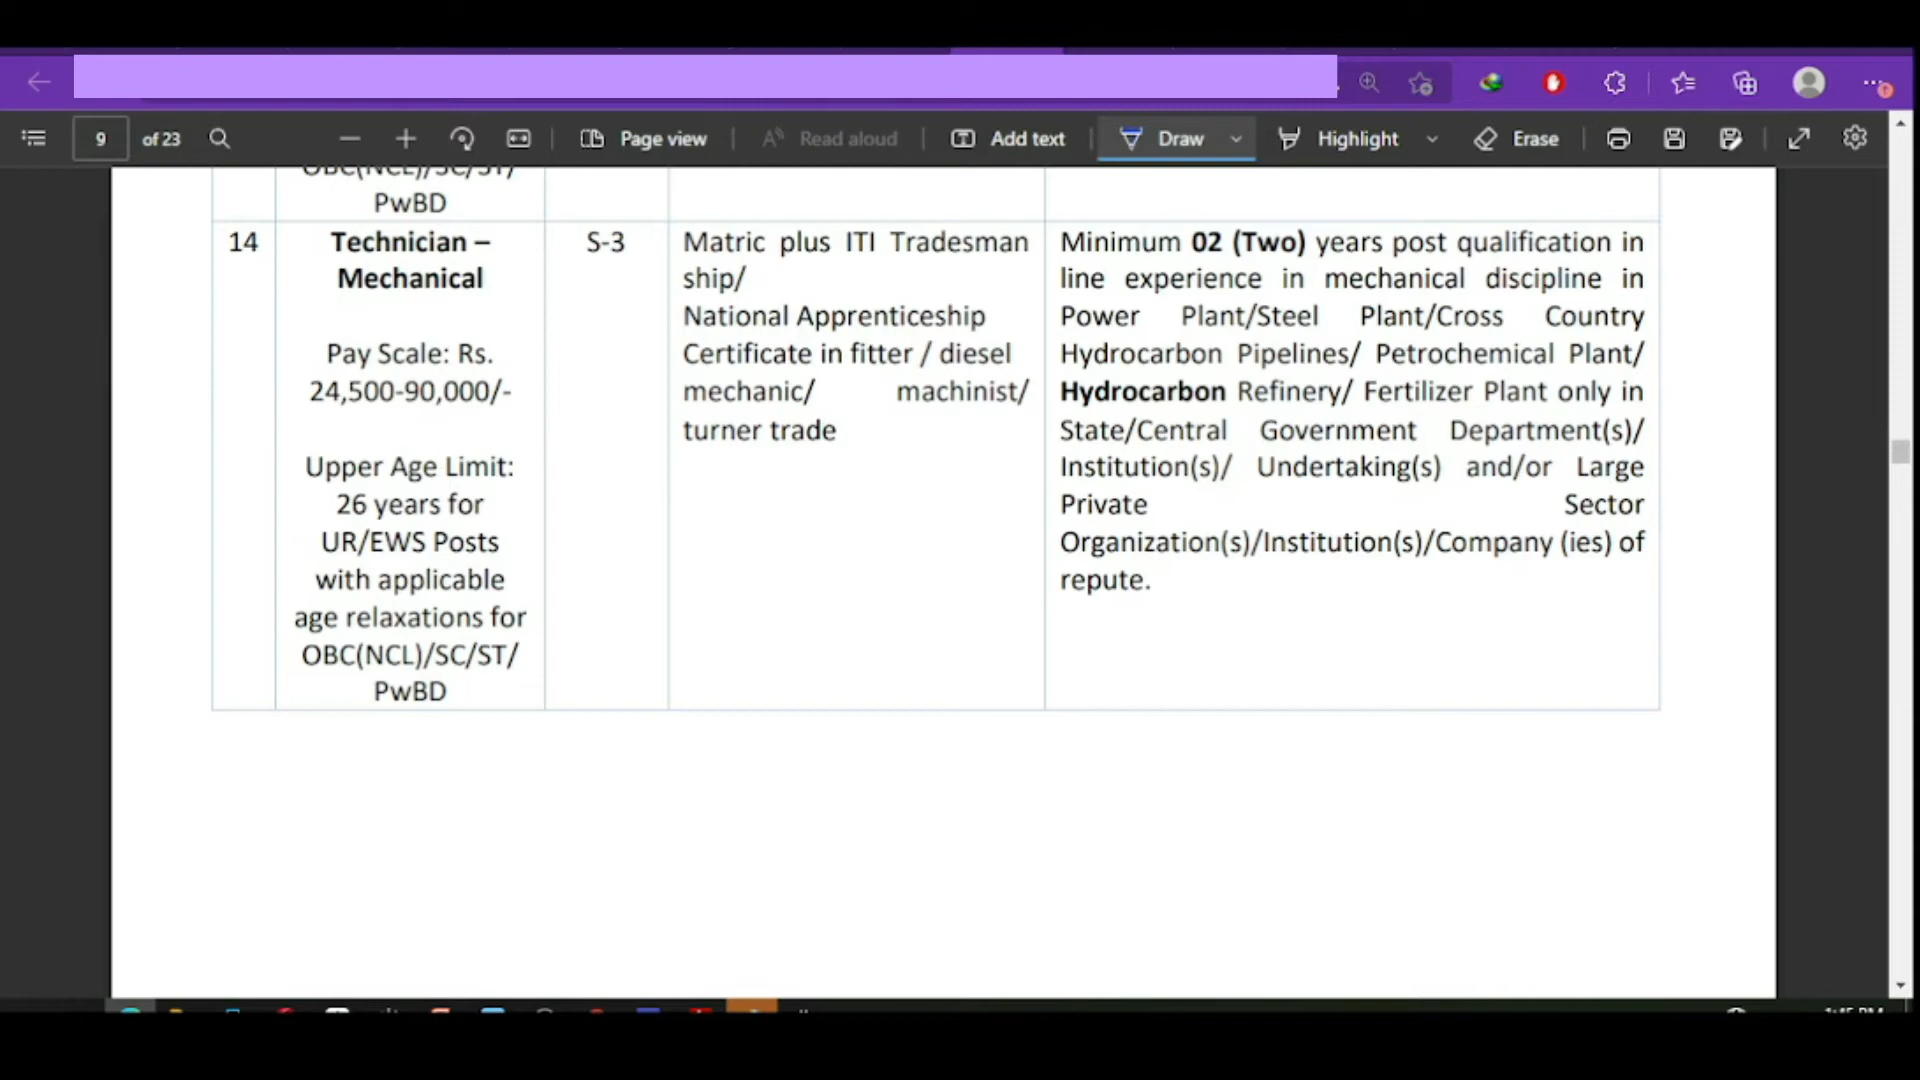 9 of 23 Page view Read aloud Add text Draw Highlight Erase
OBC(NCL)/SC/ST/
PwBD
14
Technician –
Mechanical
Pay Scale: Rs.
24,500-90,000/-
Upper Age Limit:
26 years for
UR/EWS Posts
with applicable
age relaxations for
OBC(NCL)/SC/ST/
PwBD
S-3
Matric plus ITI Tradesman
ship/
National Apprenticeship
Certificate in fitter / diesel
mechanic/ machinist/
turner trade
Minimum 02 (Two) years post qualification in
line experience in mechanical discipline in
Power Plant/Steel Plant/Cross Country
Hydrocarbon Pipelines/ Petrochemical Plant/
Hydrocarbon Refinery/ Fertilizer Plant only in
State/Central Government Department(s)/
Institution(s)/ Undertaking(s) and/or Large
Private Sector
Organization(s)/Institution(s)/Company (ies) of
repute.